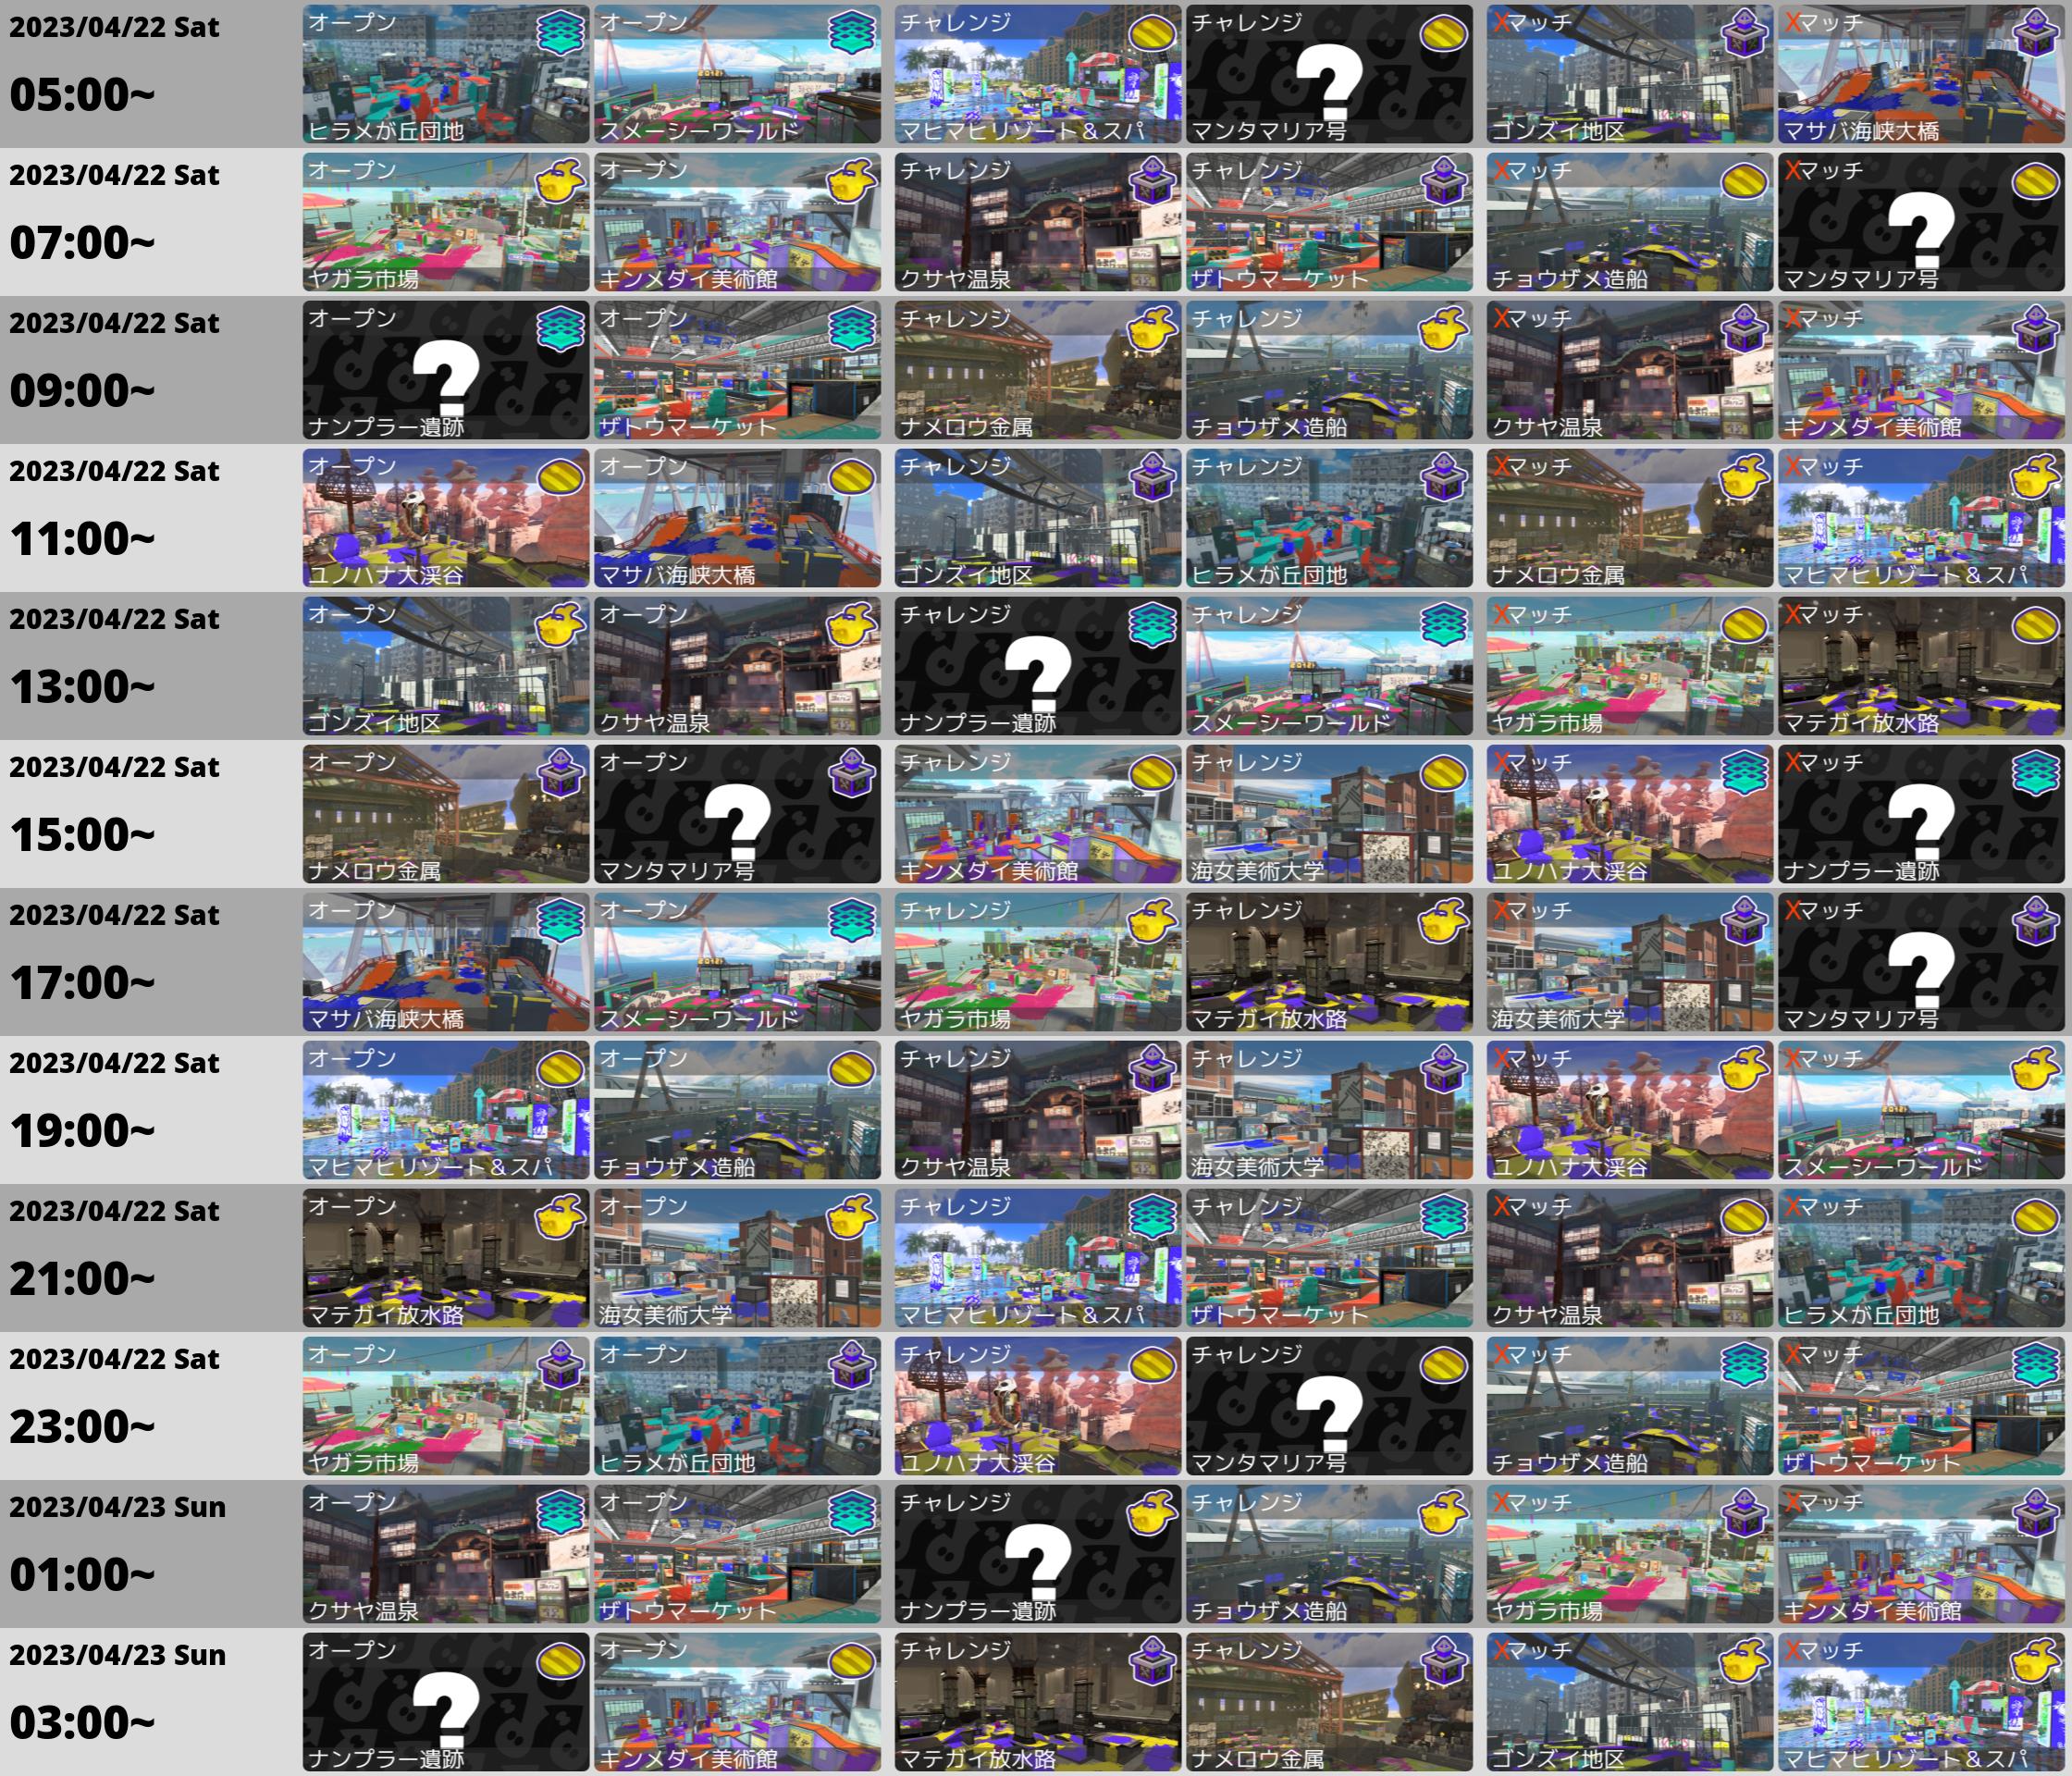 2023/04/22 Sat
05:00~
オープン
オープン
チャレンジ
チャレンジ
Xマッチ
Xマッチ
ヒラメが丘団地
スメーシーワールド
マヒマヒリゾート＆スパ
マンタマリア号
ゴンズイ地区
マサバ海峡大橋
2023/04/22 Sat
07:00~
オープン
オープン
チャレンジ
チャレンジ
Xマッチ
Xマッチ
ヤガラ市場
キンメダイ美術館
クサヤ温泉
ザトウマーケット
チョウザメ造船
マンタマリア号
2023/04/22 Sat
09:00~
オープン
オープン
チャレンジ
チャレンジ
Xマッチ
Xマッチ
ナンプラー遺跡
ザトウマーケット
ナメロウ金属
チョウザメ造船
クサヤ温泉
キンメダイ美術館
2023/04/22 Sat
11:00~
オープン
オープン
チャレンジ
チャレンジ
Xマッチ
Xマッチ
ユノハナ大渓谷
マサバ海峡大橋
ゴンズイ地区
ヒラメが丘団地
ナメロウ金属
マヒマヒリゾート＆スパ
2023/04/22 Sat
13:00~
オープン
オープン
チャレンジ
チャレンジ
Xマッチ
Xマッチ
ゴンズイ地区
クサヤ温泉
ナンプラー遺跡
スメーシーワールド
ヤガラ市場
マテガイ放水路
2023/04/22 Sat
15:00~
オープン
オープン
チャレンジ
チャレンジ
Xマッチ
Xマッチ
ナメロウ金属
マンタマリア号
キンメダイ美術館
海女美術大学
ユノハナ大渓谷
ナンプラー遺跡
2023/04/22 Sat
17:00~
オープン
オープン
チャレンジ
チャレンジ
Xマッチ
Xマッチ
マサバ海峡大橋
スメーシーワールド
ヤガラ市場
マテガイ放水路
海女美術大学
マンタマリア号
2023/04/22 Sat
19:00~
オープン
オープン
チャレンジ
チャレンジ
Xマッチ
Xマッチ
マヒマヒリゾート＆スパ
チョウザメ造船
クサヤ温泉
海女美術大学
ユノハナ大渓谷
スメーシーワールド
2023/04/22 Sat
21:00~
オープン
オープン
チャレンジ
チャレンジ
Xマッチ
Xマッチ
マテガイ放水路
海女美術大学
マヒマヒリゾート＆スパ
ザトウマーケット
クサヤ温泉
ヒラメが丘団地
2023/04/22 Sat
23:00~
オープン
オープン
チャレンジ
チャレンジ
Xマッチ
Xマッチ
ヤガラ市場
ヒラメが丘団地
ユノハナ大渓谷
マンタマリア号
チョウザメ造船
ザトウマーケット
2023/04/23 Sun
01:00~
オープン
オープン
チャレンジ
チャレンジ
Xマッチ
Xマッチ
クサヤ温泉
ザトウマーケット
ナンプラー遺跡
チョウザメ造船
ヤガラ市場
キンメダイ美術館
2023/04/23 Sun
03:00~
オープン
オープン
チャレンジ
チャレンジ
Xマッチ
Xマッチ
ナンプラー遺跡
キンメダイ美術館
マテガイ放水路
ナメロウ金属
ゴンズイ地区
マヒマヒリゾート＆スパ